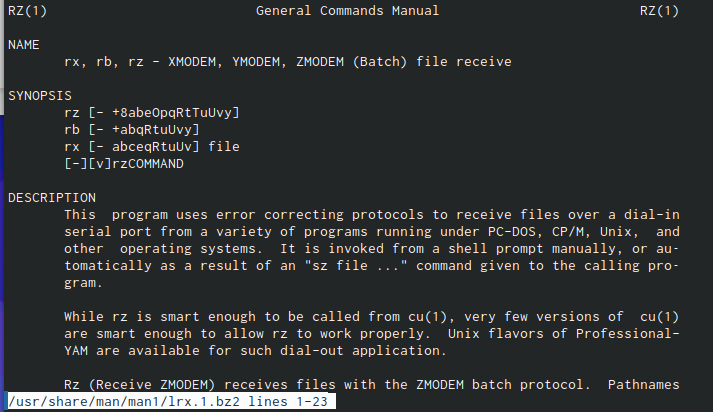 RZ(1) General Commands Manual RZ(1)
NAME
rx, rb, rz - XMODEM, YMODEM, ZMODEM (Batch) file receive
SYNOPSIS
rz [- +8abeOpqRtTuUvy]
rb [- +abqRtuUvy]
rx [- abceqRtuUv] file
[-][v]rzCOMMAND
DESCRIPTION
This program uses error correcting protocols to receive files over a dial-in
serial port from a variety of programs running under PC-DOS, CP/M, Unix, and
other operating systems. It is invoked from a shell prompt manually, or au-
tomatically as a result of an "sz file ..." command given to the calling pro-
gram.
While rz is smart enough to be called from cu(1), very few versions of cu(1)
are smart enough to allow rz to work properly. Unix flavors of Professional-
YAM are available for such dial-out application.
Rz (Receive ZMODEM) receives files with the ZMODEM batch protocol. Pathnames
/usr/share/man/man1/lrx.1.bz2 lines 1-23